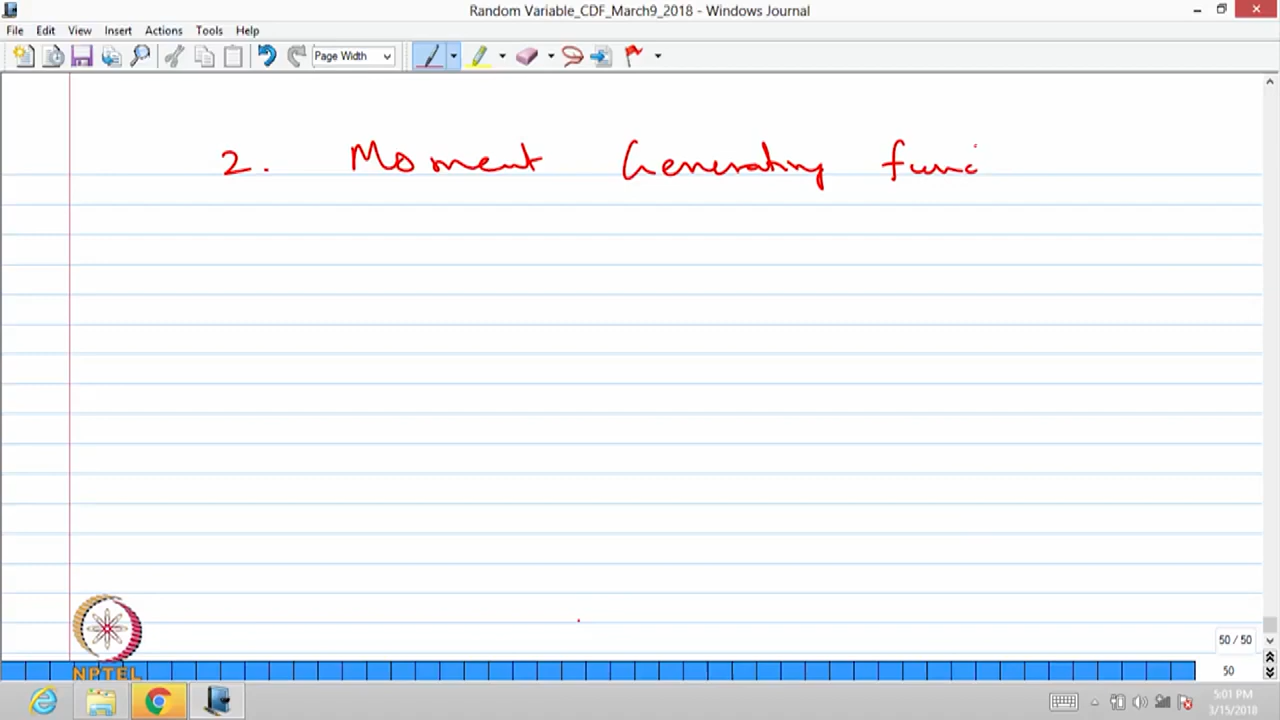 Random Variable_CDF_March9_2018 - Windows Journal
File Edit View Insert Actions Tools Help
Page Width
2. Moment Generating func
50 / 50
50
NPTEL
5:01 PM
3/15/2018